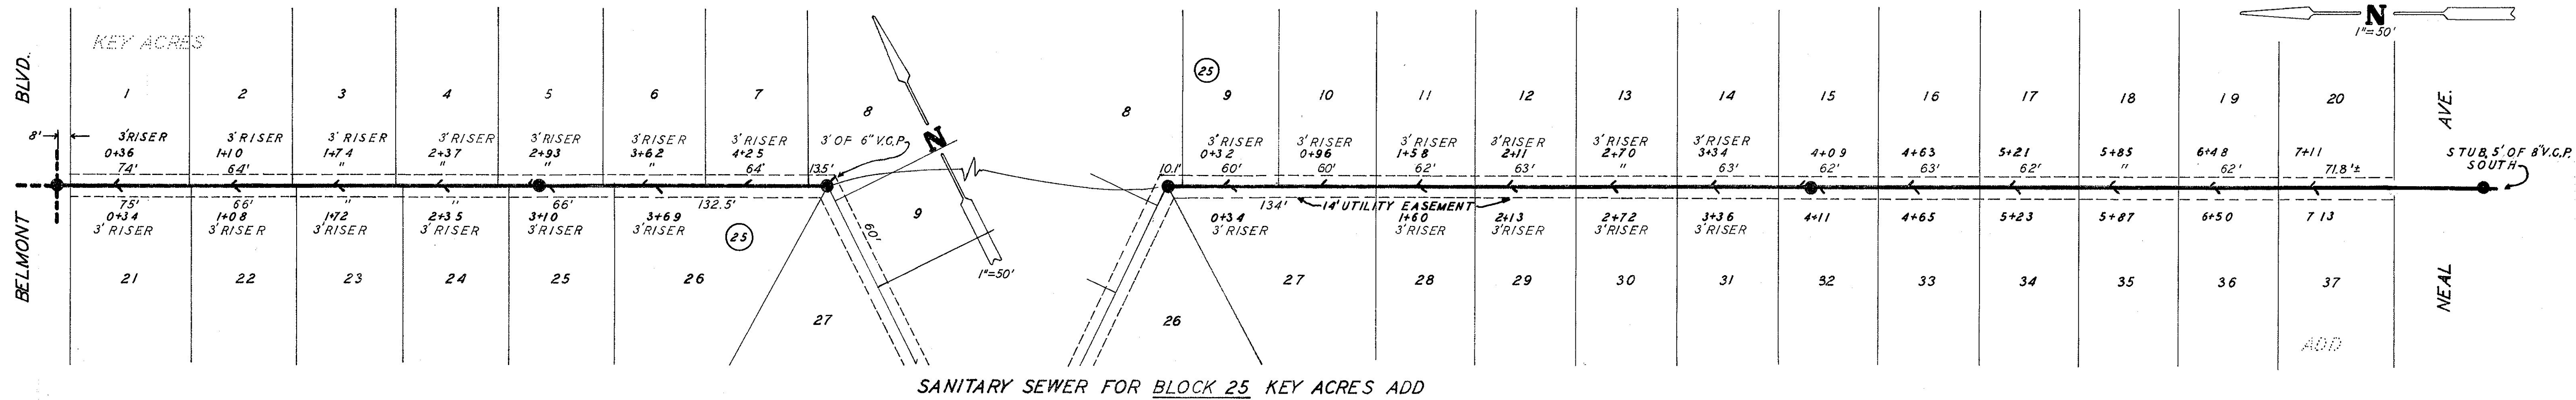 KEY ACRES
BLVD.
BELMONT
8'
1 2 3 4 5 6 7 8
3'RISER 3' RISER 3' RISER 3' RISER 3' RISER 3' RISER 3' RISER 3' OF 6" V.C.P.
0+36 1+10 1+74 2+37 2+93 3+62 4+25
74' 64' " " " " 64' 13.5'
75' 66' " " 66' 132.5'
0+34 1+08 1+72 2+35 3+10 3+69
3' RISER 3' RISER 3' RISER 3' RISER 3' RISER 3' RISER
25
21 22 23 24 25 26
27
N
9
60'
1"=50'
N
1"=50'
25
8 9 10 11 12 13 14 15 16 17 18 19 20
3' RISER 3' RISER 3' RISER 3' RISER 3' RISER 3' RISER
0+32 0+96 1+58 2+11 2+70 3+34 4+09 4+63 5+21 5+85 6+48 7+11
10.1' 60' 60' 62' 63' " 63' 62' 63' 62' " 62' 71.8'±
134' 14' UTILITY EASEMENT
0+34 1+60 2+13 2+72 3+36 4+11 4+65 5+23 5+87 6+50 7 13
3' RISER 3' RISER 3' RISER 3' RISER 3' RISER
27 28 29 30 31 32 33 34 35 36 37
26
AVE.
NEAL
STUB, 5' OF 8" V.C.P.
SOUTH
ADD
SANITARY SEWER FOR BLOCK 25 KEY ACRES ADD